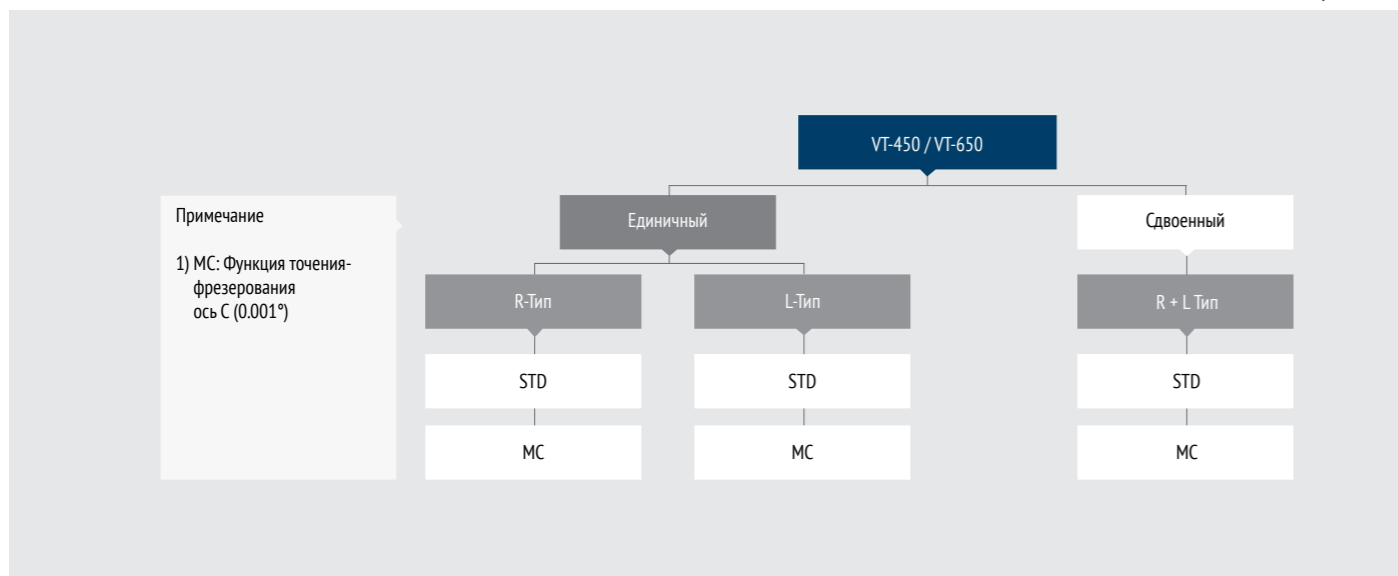 VT-450 / VT-650
Примечание
1) MC: Функция точения-
фрезерования
ось C (0.001°)
Единичный
Сдвоенный
R-Тип
L-Тип
R + L Тип
STD
STD
STD
MC
MC
MC